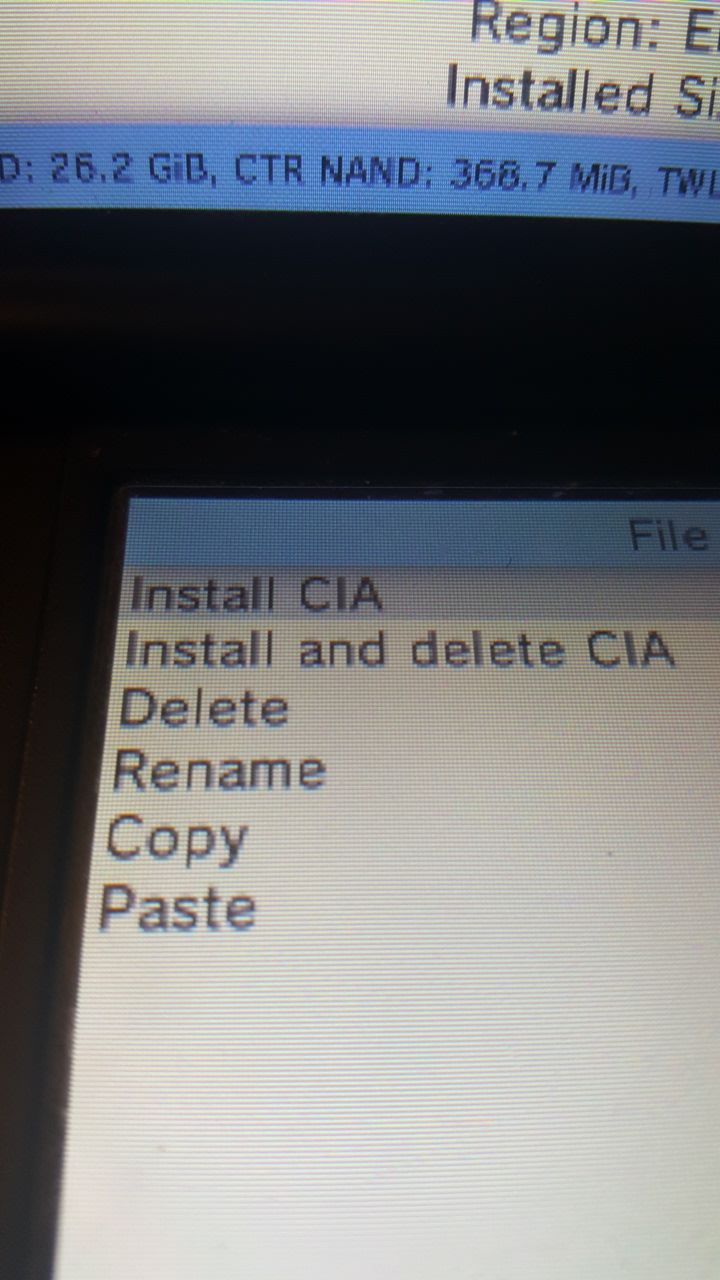 Region:
Installed
D: 26.2 GiB, CTR NAND: 368.7 MiB, TWL
File
Install CIA
Install and delete CIA
Delete
Rename
Copy
Paste